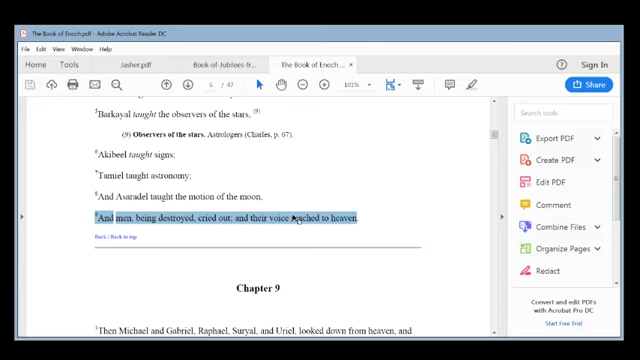 The Book of Enoch.pdf - Adobe Acrobat Reader DC
File Edit View Window Help
Home Tools Jasher.pdf Book-of-Jubilees-fr... The Book of Enoch.... × Sign In
/ 47 101% Share
5Barkayal taught the observers of the stars, (9)
(9) Observers of the stars. Astrologers (Charles, p. 67).
6Akibeel taught signs;
7Tamiel taught astronomy;
8And Asaradel taught the motion of the moon,
9And men, being destroyed, cried out; and their voice reached to heaven.
Back | Back to top
Chapter 9
1Then Michael and Gabriel, Raphael, Suryal, and Uriel, looked down from heaven, and
Search tools
Export PDF
Create PDF
Edit PDF
Comment
Combine Files
Organize Pages
Redact
Convert and edit PDFs
with Acrobat Pro DC
Start Free Trial